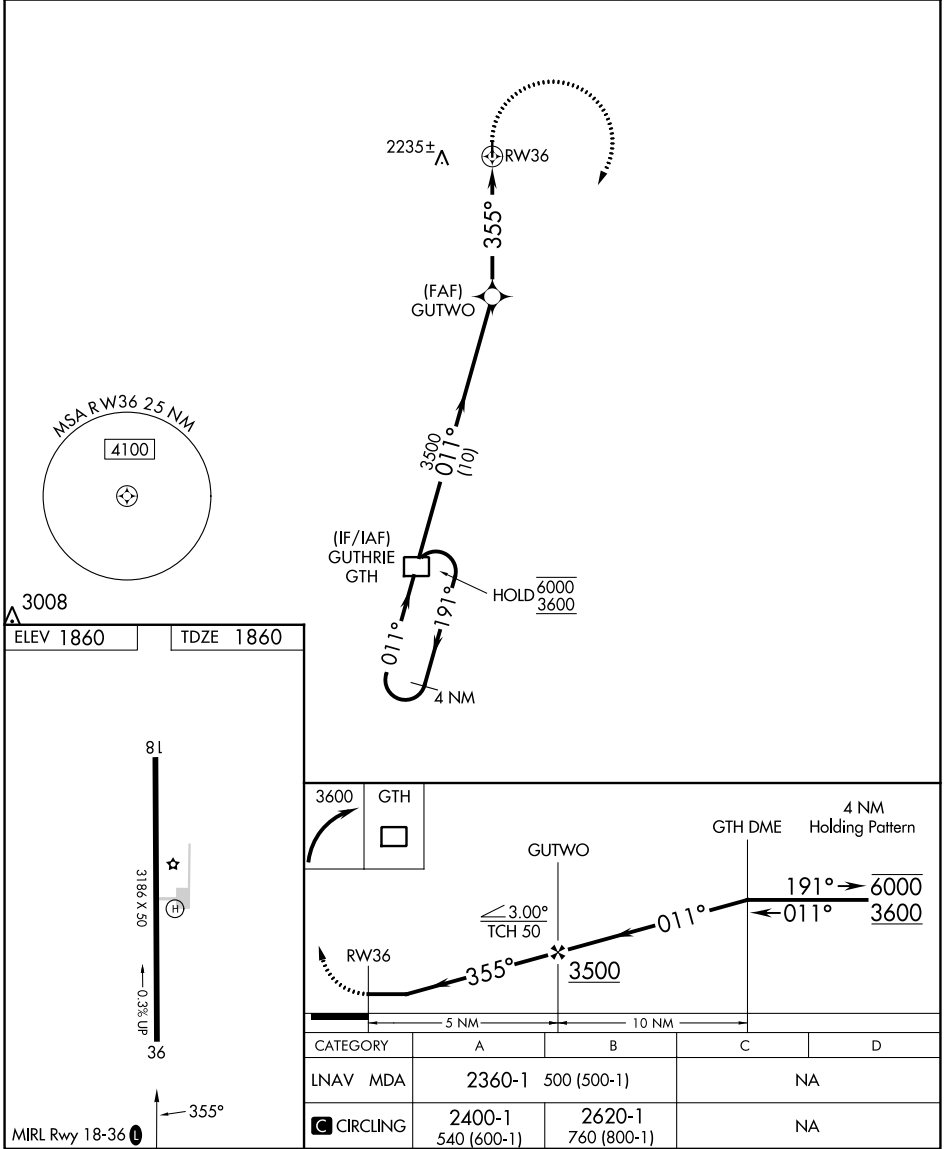 2235±
RW36
355°
(FAF)
GUTWO
MSA RW36 25 NM
4100
3500
011°
(10)
(IF/IAF)
GUTHRIE
GTH
HOLD 6000
3600
191°
011°
4 NM
3008
ELEV 1860
TDZE 1860
18
3186 X 50
H
0.3% UP
36
355°
MIRL Rwy 18-36 L
3600
GTH
GUTWO
GTH DME
4 NM
Holding Pattern
191°
6000
011°
3600
3.00°
TCH 50
011°
RW36
355°
3500
5 NM
10 NM
CATEGORY A B C D
LNAV MDA 2360-1 500 (500-1) NA
C CIRCLING 2400-1 2620-1 NA
540 (600-1) 760 (800-1)